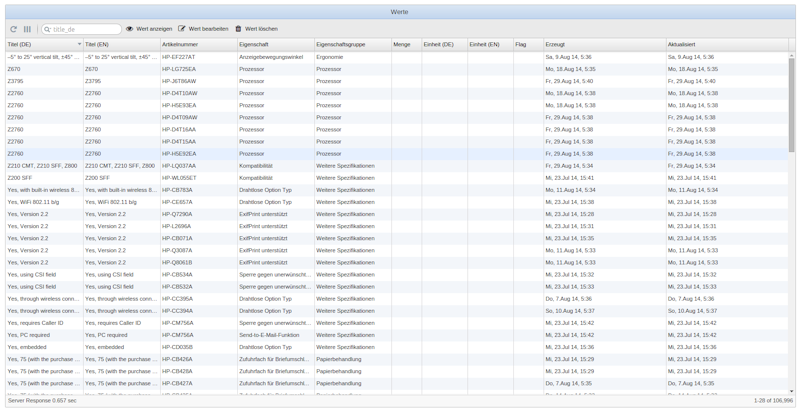 Werte
title_de Wert anzeigen Wert bearbeiten Wert löschen
Titel (DE) Titel (EN) Artikelnummer Eigenschaft Eigenschaftsgruppe Menge Einheit (DE) Einheit (EN) Flag Erzeugt Aktualisiert
-5° to 25° vertical tilt, ±45° ... -5° to 25° vertical tilt, ±45° ... HP-EF227AT Anzeigebewegungswinkel Ergonomie Sa, 9.Aug 14, 5:36 Sa, 9.Aug 14, 5:36
Z670 Z670 HP-LG725EA Prozessor Prozessor Mo, 18.Aug 14, 5:35 Mo, 18.Aug 14, 5:35
Z3795 Z3795 HP-J6T86AW Prozessor Prozessor Fr, 29.Aug 14, 5:40 Fr, 29.Aug 14, 5:40
Z2760 Z2760 HP-D4T10AW Prozessor Prozessor Mo, 18.Aug 14, 5:38 Mo, 18.Aug 14, 5:38
Z2760 Z2760 HP-H5E93EA Prozessor Prozessor Mo, 18.Aug 14, 5:38 Mo, 18.Aug 14, 5:38
Z2760 Z2760 HP-D4T09AW Prozessor Prozessor Fr, 29.Aug 14, 5:38 Fr, 29.Aug 14, 5:38
Z2760 Z2760 HP-D4T16AA Prozessor Prozessor Fr, 29.Aug 14, 5:38 Fr, 29.Aug 14, 5:38
Z2760 Z2760 HP-D4T15AA Prozessor Prozessor Fr, 29.Aug 14, 5:38 Fr, 29.Aug 14, 5:38
Z2760 Z2760 HP-H5E92EA Prozessor Prozessor Fr, 29.Aug 14, 5:38 Fr, 29.Aug 14, 5:38
Z210 CMT, Z210 SFF, Z800 Z210 CMT, Z210 SFF, Z800 HP-LQ037AA Kompatibilität Weitere Spezifikationen Fr, 29.Aug 14, 5:34 Fr, 29.Aug 14, 5:34
Z200 SFF Z200 SFF HP-WL055ET Kompatibilität Weitere Spezifikationen Mi, 23.Jul 14, 15:41 Mi, 23.Jul 14, 15:41
Yes, with built-in wireless 8... Yes, with built-in wireless 8... HP-CB783A Drahtlose Option Typ Weitere Spezifikationen Mo, 11.Aug 14, 5:34 Mo, 11.Aug 14, 5:34
Yes, WiFi 802.11 b/g Yes, WiFi 802.11 b/g HP-CE657A Drahtlose Option Typ Weitere Spezifikationen Mi, 23.Jul 14, 15:38 Mi, 23.Jul 14, 15:38
Yes, Version 2.2 Yes, Version 2.2 HP-Q7290A ExifPrint unterstützt Weitere Spezifikationen Mi, 23.Jul 14, 15:28 Mi, 23.Jul 14, 15:28
Yes, Version 2.2 Yes, Version 2.2 HP-L2696A ExifPrint unterstützt Weitere Spezifikationen Mi, 23.Jul 14, 15:31 Mi, 23.Jul 14, 15:31
Yes, Version 2.2 Yes, Version 2.2 HP-CB071A ExifPrint unterstützt Weitere Spezifikationen Mi, 23.Jul 14, 15:35 Mi, 23.Jul 14, 15:35
Yes, Version 2.2 Yes, Version 2.2 HP-Q3087A ExifPrint unterstützt Weitere Spezifikationen Mo, 11.Aug 14, 5:33 Mo, 11.Aug 14, 5:33
Yes, Version 2.2 Yes, Version 2.2 HP-Q8061B ExifPrint unterstützt Weitere Spezifikationen Mo, 11.Aug 14, 5:33 Mo, 11.Aug 14, 5:33
Yes, using CSI field Yes, using CSI field HP-CB534A Sperre gegen unerwünscht... Weitere Spezifikationen Mi, 23.Jul 14, 15:32 Mi, 23.Jul 14, 15:32
Yes, using CSI field Yes, using CSI field HP-CB532A Sperre gegen unerwünscht... Weitere Spezifikationen Mi, 23.Jul 14, 15:33 Mi, 23.Jul 14, 15:33
Yes, through wireless conn... Yes, through wireless conn... HP-CC395A Drahtlose Option Typ Weitere Spezifikationen Do, 7.Aug 14, 5:36 Do, 7.Aug 14, 5:36
Yes, through wireless conn... Yes, through wireless conn... HP-CC394A Drahtlose Option Typ Weitere Spezifikationen So, 10.Aug 14, 5:37 So, 10.Aug 14, 5:37
Yes, requires Caller ID Yes, requires Caller ID HP-CM756A Sperre gegen unerwünscht... Weitere Spezifikationen Mi, 23.Jul 14, 15:42 Mi, 23.Jul 14, 15:42
Yes, PC required Yes, PC required HP-CM756A Send-to-E-Mail-Funktion Weitere Spezifikationen Mi, 23.Jul 14, 15:42 Mi, 23.Jul 14, 15:42
Yes, embedded Yes, embedded HP-CD035B Drahtlose Option Typ Weitere Spezifikationen Mi, 23.Jul 14, 15:36 Mi, 23.Jul 14, 15:36
Yes, 75 (with the purchase ... Yes, 75 (with the purchase ... HP-CB426A Zufuhrfach für Briefumschl... Papierbehandlung Mi, 23.Jul 14, 15:29 Mi, 23.Jul 14, 15:29
Yes, 75 (with the purchase ... Yes, 75 (with the purchase ... HP-CB428A Zufuhrfach für Briefumschl... Papierbehandlung Mi, 23.Jul 14, 15:29 Mi, 23.Jul 14, 15:29
Yes, 75 (with the purchase ... Yes, 75 (with the purchase ... HP-CB427A Zufuhrfach für Briefumschl... Papierbehandlung Do, 7.Aug 14, 5:35 Do, 7.Aug 14, 5:35
Server Response 0.657 sec 1-28 of 106,996